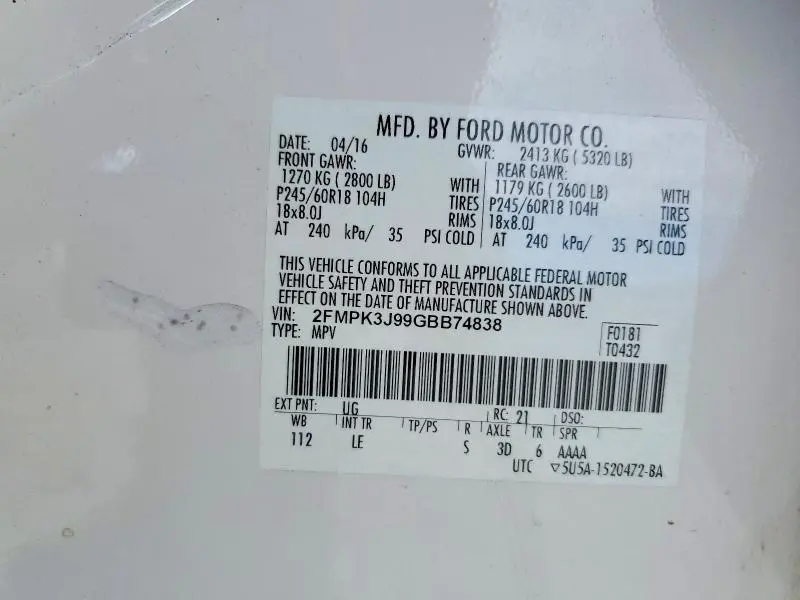 MFD. BY FORD MOTOR CO.
DATE: 04/16 GVWR: 2413 KG ( 5320 LB)
FRONT GAWR: REAR GAWR:
1270 KG ( 2800 LB) WITH 1179 KG ( 2600 LB) WITH
P245/60R18 104H TIRES P245/60R18 104H TIRES
18x8.0J RIMS 18x8.0J RIMS
AT 240 kPa/ 35 PSI COLD AT 240 kPa/ 35 PSI COLD
THIS VEHICLE CONFORMS TO ALL APPLICABLE FEDERAL MOTOR
VEHICLE SAFETY AND THEFT PREVENTION STANDARDS IN
EFFECT ON THE DATE OF MANUFACTURE SHOWN ABOVE.
VIN: 2FMPK3J99GBB74838
TYPE: MPV F0181
T0432
EXT PNT: UG RC: 21 DSO:
WB INT TR TP/PS R AXLE TR SPR
112 LE S 3D 6 AAAA
UTC ▽5U5A-1520472-BA